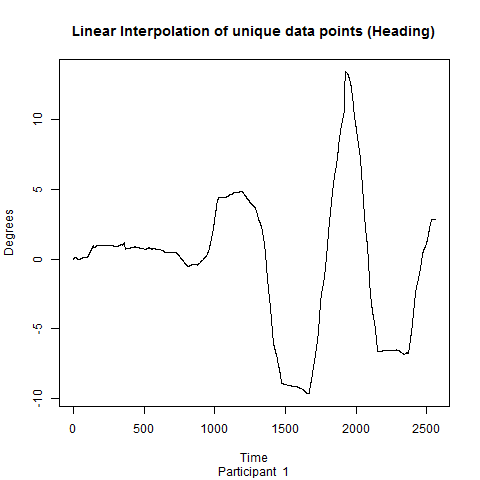 Linear Interpolation of unique data points (Heading)
Degrees
10
5
0
-5
-10
0 500 1000 1500 2000 2500
Time
Participant 1